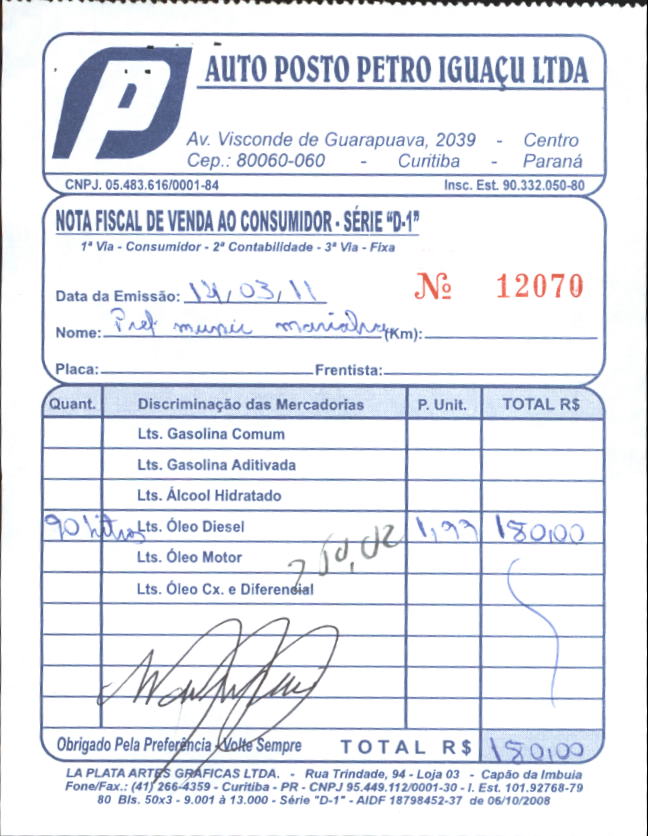 P
AUTO POSTO PETRO IGUAÇU LTDA
Av. Visconde de Guarapuava, 2039 - Centro
Cep.: 80060-060 - Curitiba - Paraná
CNPJ. 05.483.616/0001-84 Insc. Est. 90.332.050-80
NOTA FISCAL DE VENDA AO CONSUMIDOR - SÉRIE "D-1"
1ª Via - Consumidor - 2ª Contabilidade - 3ª Via - Fixa
Nº 12070
Data da Emissão: 14,03,11
Nome: Pref munic (Km):
Placa: Frentista:
Quant. Discriminação das Mercadorias P. Unit. TOTAL R$
Lts. Gasolina Comum
Lts. Gasolina Aditivada
Lts. Álcool Hidratado
90 litros Lts. Óleo Diesel 1,99 180,00
Lts. Óleo Motor
Lts. Óleo Cx. e Diferencial
Obrigado Pela Preferência - Volte Sempre TOTAL R$ 180,00
LA PLATA ARTES GRÁFICAS LTDA. - Rua Trindade, 94 - Loja 03 - Capão da Imbuia
Fone/Fax.: (41) 266-4359 - Curitiba - PR - CNPJ 95.449.112/0001-30 - I. Est. 101.92768-79
80 Bls. 50x3 - 9.001 à 13.000 - Série "D-1" - AIDF 18798452-37 de 06/10/2008